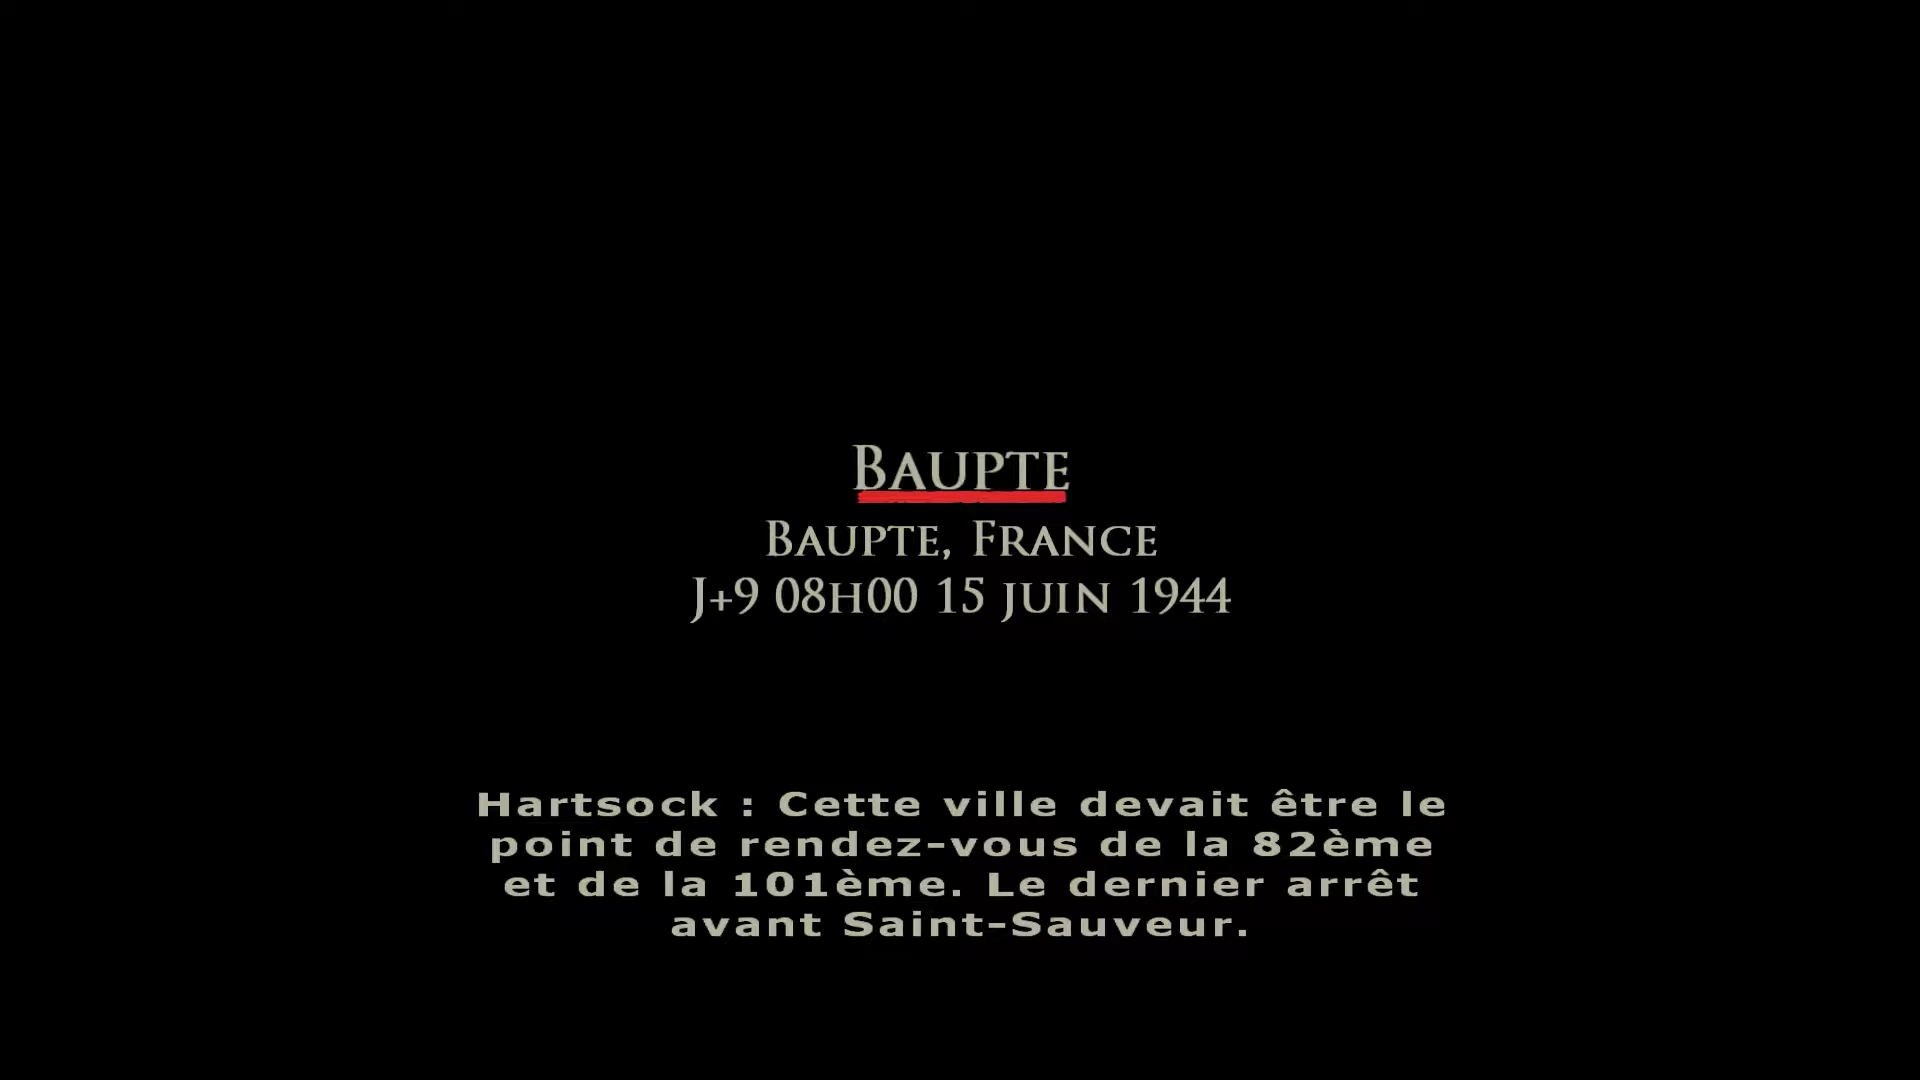 Baupte
Baupte, France
J+9 08h00 15 juin 1944
Hartsock : Cette ville devait être le
point de rendez-vous de la 82ème
et de la 101ème. Le dernier arrêt
avant Saint-Sauveur.